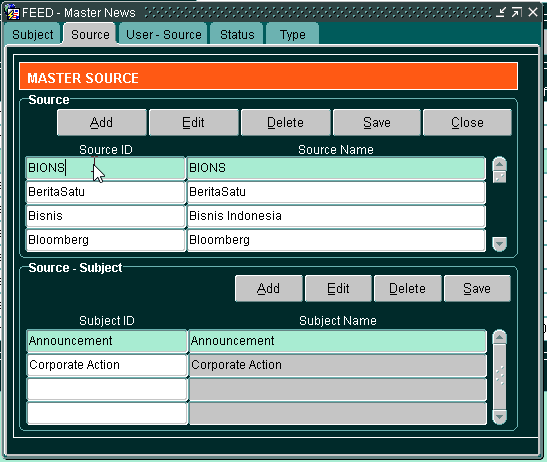 FEED - Master News
Subject Source User - Source Status Type
MASTER SOURCE
Source
Add Edit Delete Save Close
Source ID Source Name
BIONS BIONS
BeritaSatu BeritaSatu
Bisnis Bisnis Indonesia
Bloomberg Bloomberg
Source - Subject
Add Edit Delete Save
Subject ID Subject Name
Announcement Announcement
Corporate Action Corporate Action